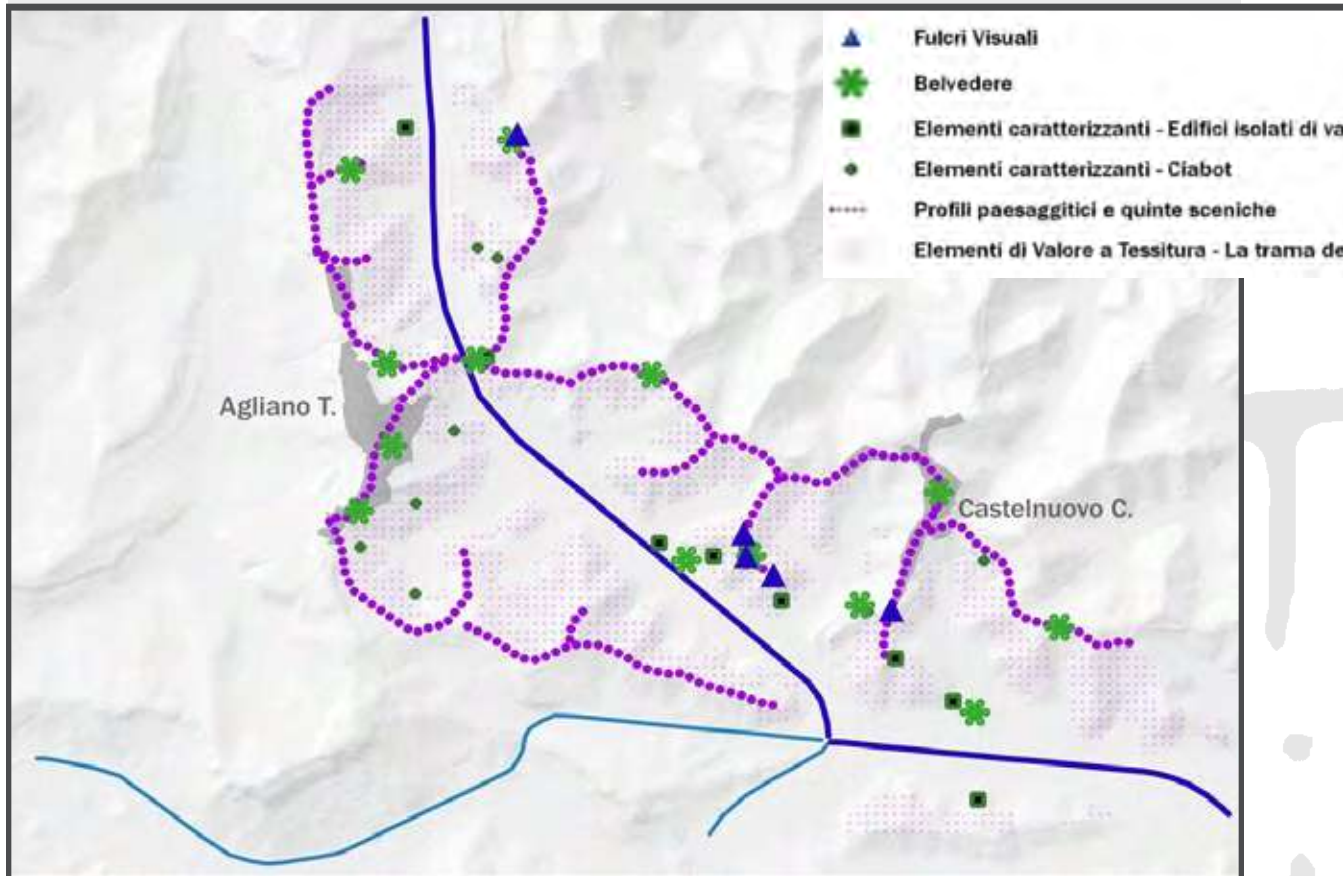 Fulcri Visuali
Belvedere
Elementi caratterizzanti - Edifici isolati di va
Elementi caratterizzanti - Ciabot
Profili paesaggitici e quinte sceniche
Elementi di Valore a Tessitura - La trama de
Agliano T.
Castelnuovo C.